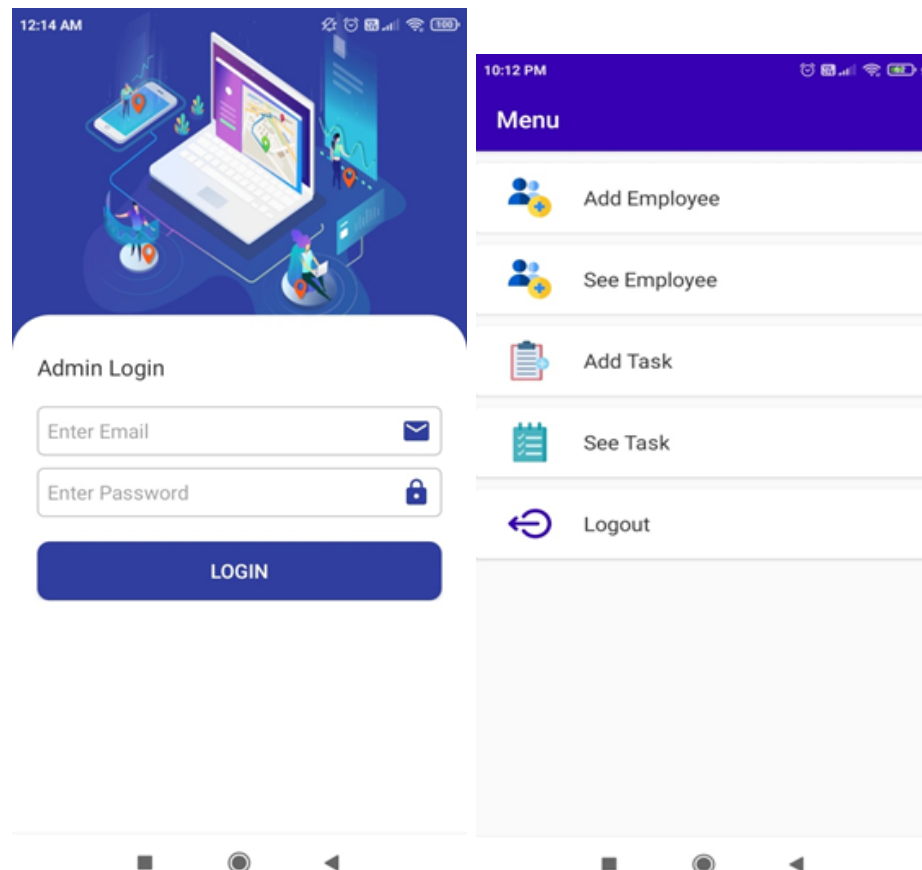 12:14 AM
100
Admin Login
Enter Email
Enter Password
LOGIN
10:12 PM
Menu
Add Employee
See Employee
Add Task
See Task
Logout